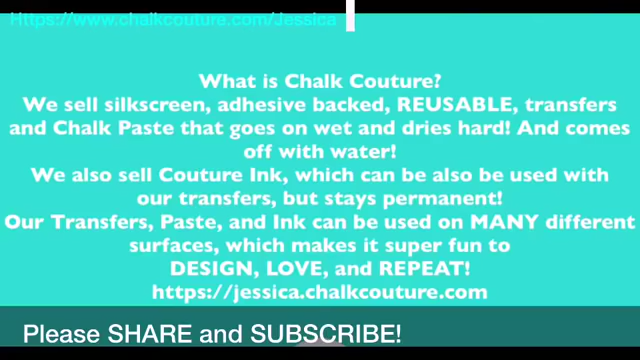 Https://www.chalkcouture.com/Jessica
What is Chalk Couture?
We sell silkscreen, adhesive backed, REUSABLE, transfers
and Chalk Paste that goes on wet and dries hard! And comes
off with water!
We also sell Couture Ink, which can be also be used with
our transfers, but stays permanent!
Our Transfers, Paste, and Ink can be used on MANY different
surfaces, which makes it super fun to
DESIGN, LOVE, and REPEAT!
https://jessica.chalkcouture.com
Please SHARE and SUBSCRIBE!